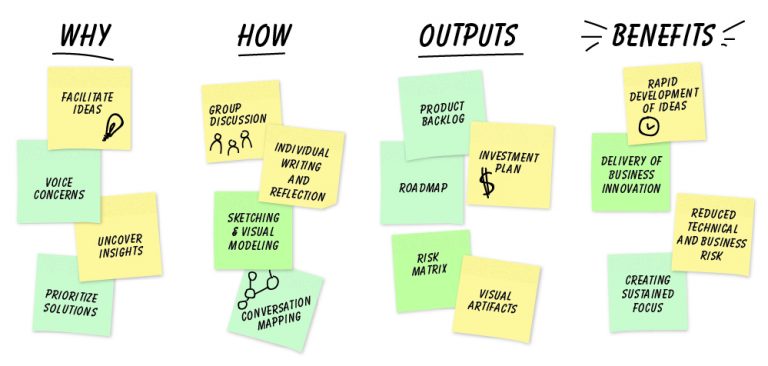 WHY
FACILITATE
IDEAS
VOICE
CONCERNS
UNCOVER
INSIGHTS
PRIORITIZE
SOLUTIONS
HOW
GROUP
DISCUSSION
INDIVIDUAL
WRITING
AND
REFLECTION
SKETCHING
& VISUAL
MODELING
CONVERSATION
MAPPING
OUTPUTS
PRODUCT
BACKLOG
INVESTMENT
PLAN
$
ROADMAP
RISK
MATRIX
VISUAL
ARTIFACTS
BENEFITS
RAPID
DEVELOPMENT
OF IDEAS
DELIVERY OF
BUSINESS
INNOVATION
REDUCED
TECHNICAL
AND BUSINESS
RISK
CREATING
SUSTAINED
FOCUS